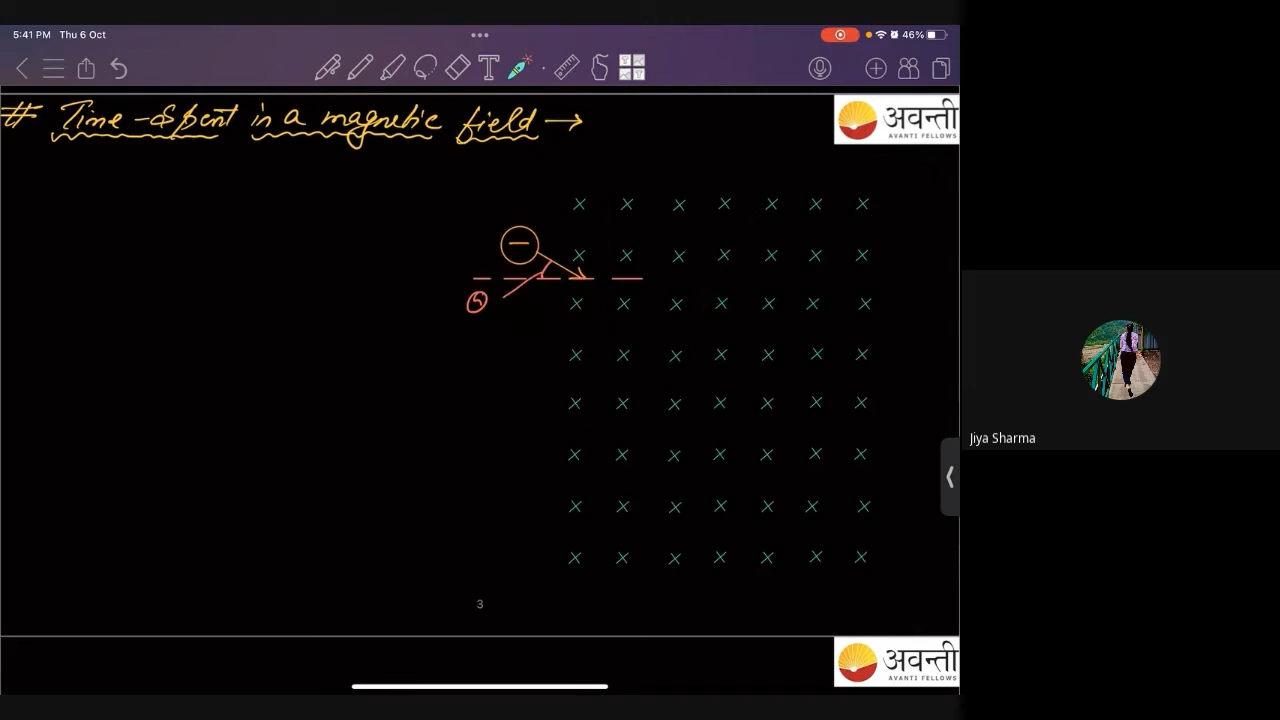 5:41 PM Thu 6 Oct
46%
# Time-spent in a magnetic field →
अवन्ती
AVANTI FELLOWS
× × × × × × ×
− × × × × × × ×
θ × × × × × × ×
× × × × × × ×
× × × × × × ×
× × × × × × ×
× × × × × × ×
× × × × × × ×
Jiya Sharma
3
अवन्ती
AVANTI FELLOWS